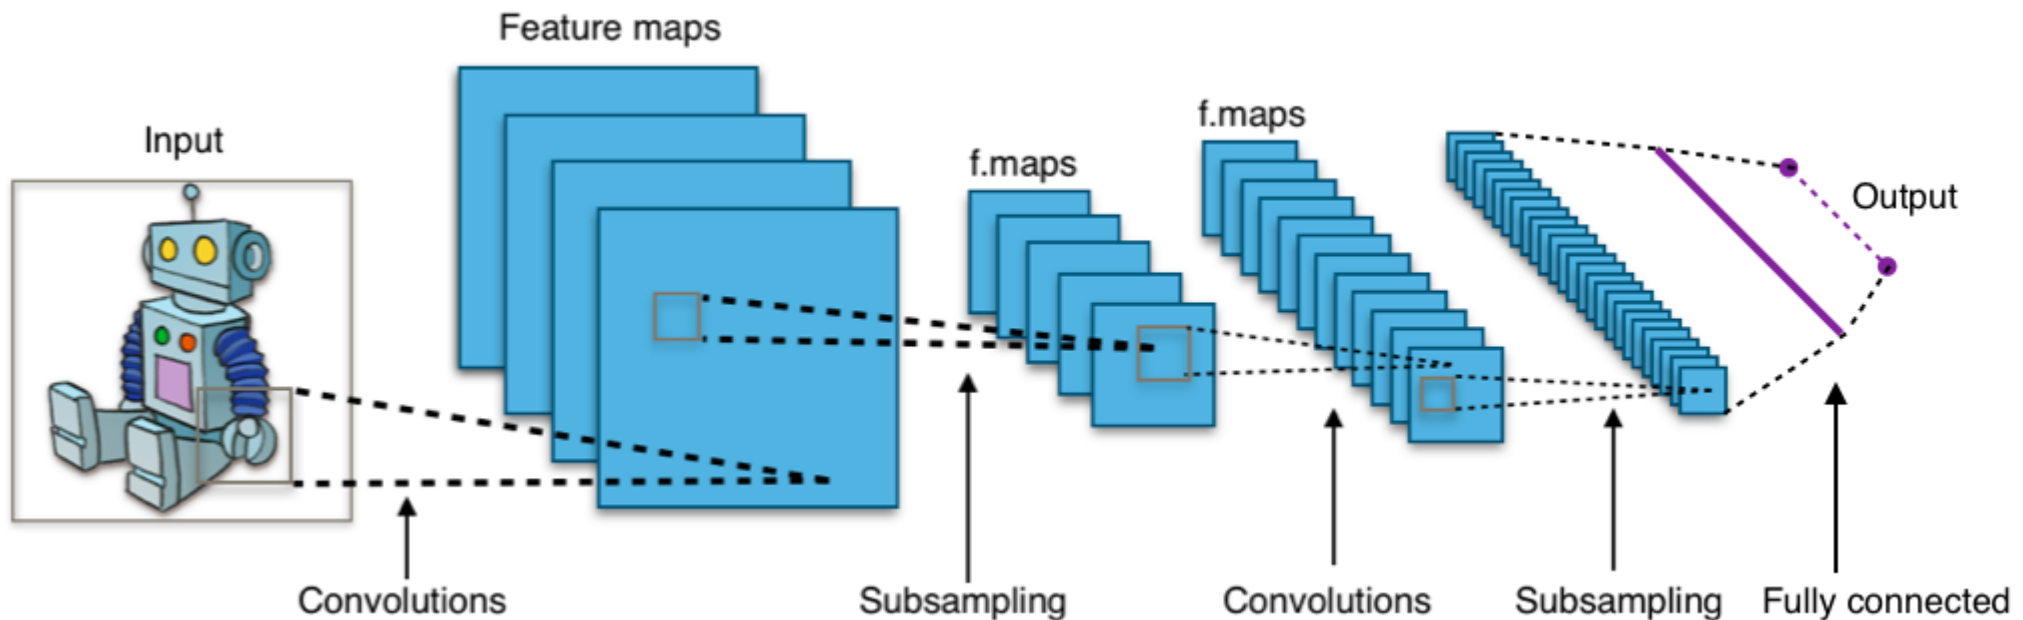 Feature maps
Input
f.maps
f.maps
Output
Convolutions
Subsampling
Convolutions
Subsampling
Fully connected